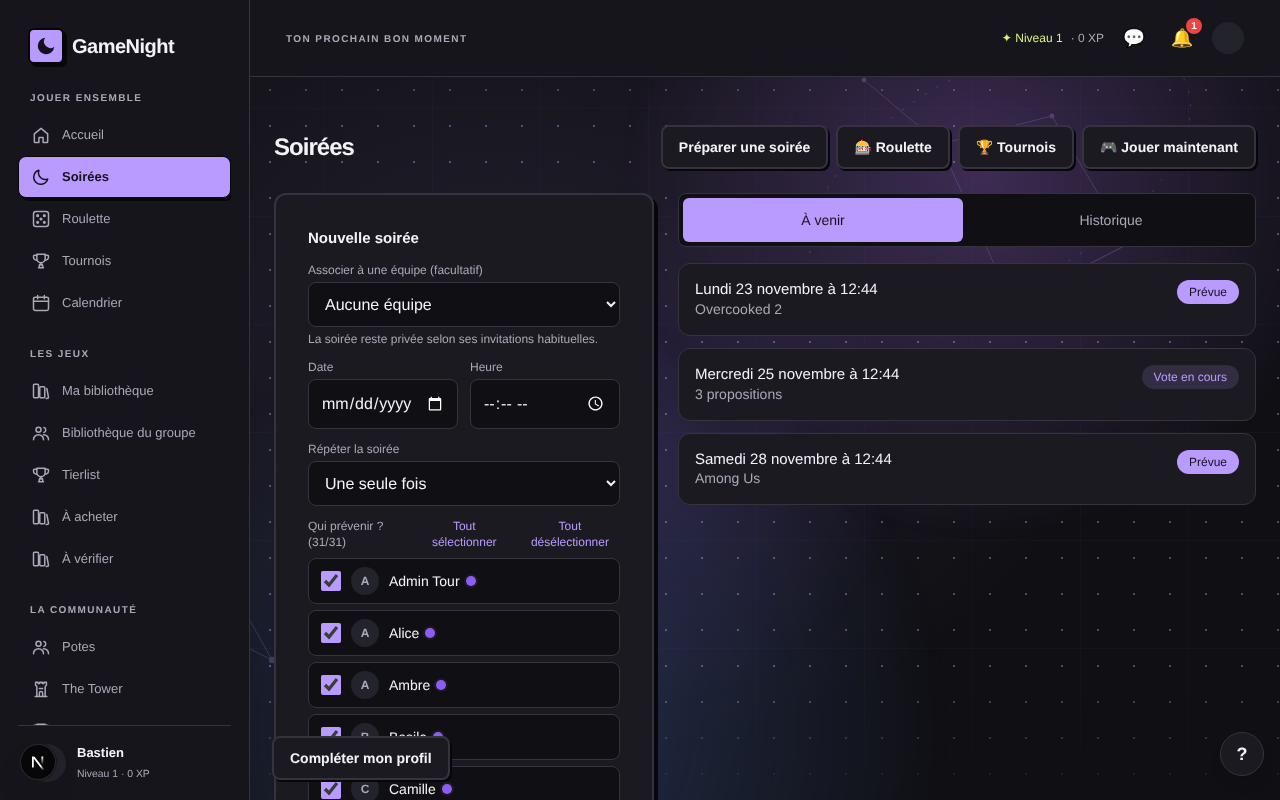 GameNight
JOUER ENSEMBLE
Accueil
Soirées
Roulette
Tournois
Calendrier
LES JEUX
Ma bibliothèque
Bibliothèque du groupe
Tierlist
À acheter
À vérifier
LA COMMUNAUTÉ
Potes
The Tower
N
Bastien
Niveau 1 · 0 XP
TON PROCHAIN BON MOMENT
✦ Niveau 1 · 0 XP
1
Soirées
Préparer une soirée
🎰 Roulette
🏆 Tournois
🎮 Jouer maintenant
Nouvelle soirée
Associer à une équipe (facultatif)
Aucune équipe
La soirée reste privée selon ses invitations habituelles.
Date
Heure
mm/dd/yyyy
--:-- --
Répéter la soirée
Une seule fois
Qui prévenir ?
(31/31)
Tout
sélectionner
Tout
désélectionner
A
Admin Tour
A
Alice
A
Ambre
B
Basile
C
Camille
Compléter mon profil
À venir
Historique
Lundi 23 novembre à 12:44
Overcooked 2
Prévue
Mercredi 25 novembre à 12:44
3 propositions
Vote en cours
Samedi 28 novembre à 12:44
Among Us
Prévue
?